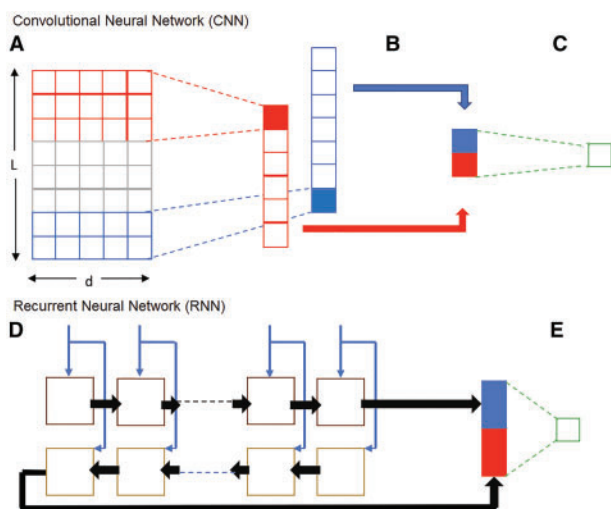 Convolutional Neural Network (CNN)
A
B
C
L
d
Recurrent Neural Network (RNN)
D
E